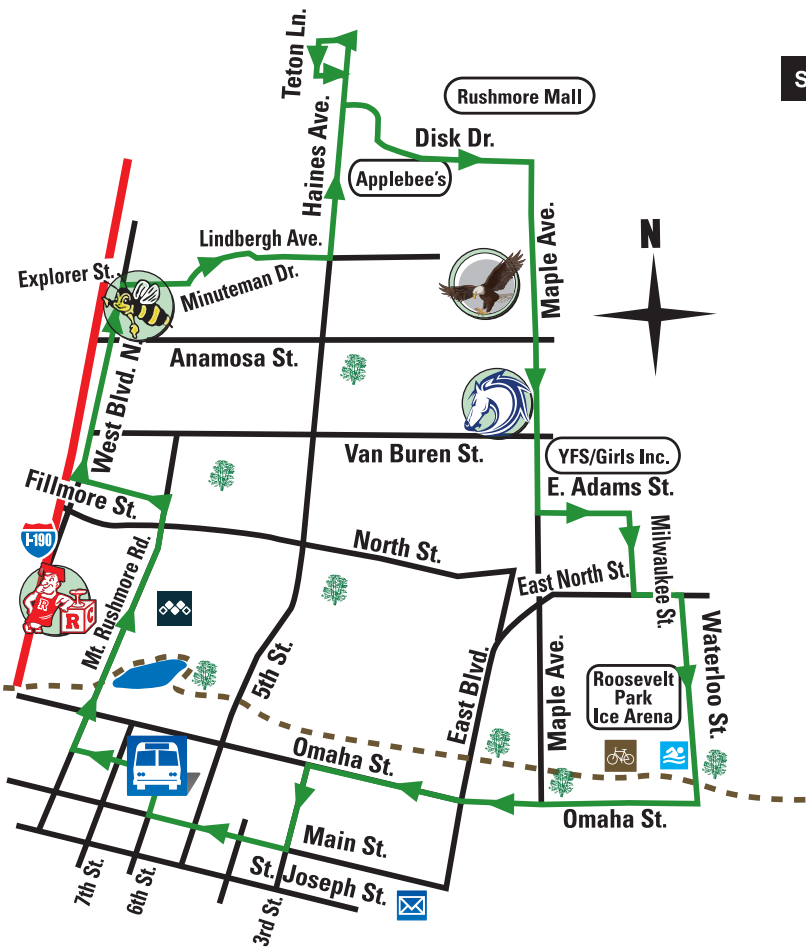 Teton Ln.
S
Rushmore Mall
Haines Ave.
Disk Dr.
Applebee's
Lindbergh Ave.
N
Explorer St.
Minuteman Dr.
Maple Ave.
West Blvd. N.
Anamosa St.
Van Buren St.
YFS/Girls Inc.
Fillmore St.
E. Adams St.
I-190
North St.
Milwaukee St.
East North St.
Mt. Rushmore Rd.
R
R
C
5th St.
East Blvd.
Maple Ave.
Roosevelt
Park
Ice Arena
Waterloo St.
Omaha St.
Omaha St.
Main St.
St. Joseph St.
7th St.
6th St.
3rd St.